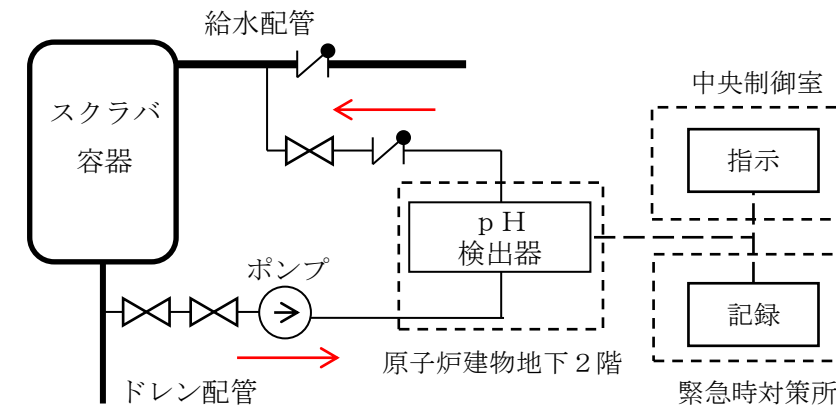 給水配管
スクラバ
容器
中央制御室
指示
ｐＨ
検出器
ポンプ
記録
原子炉建物地下２階
ドレン配管
緊急時対策所